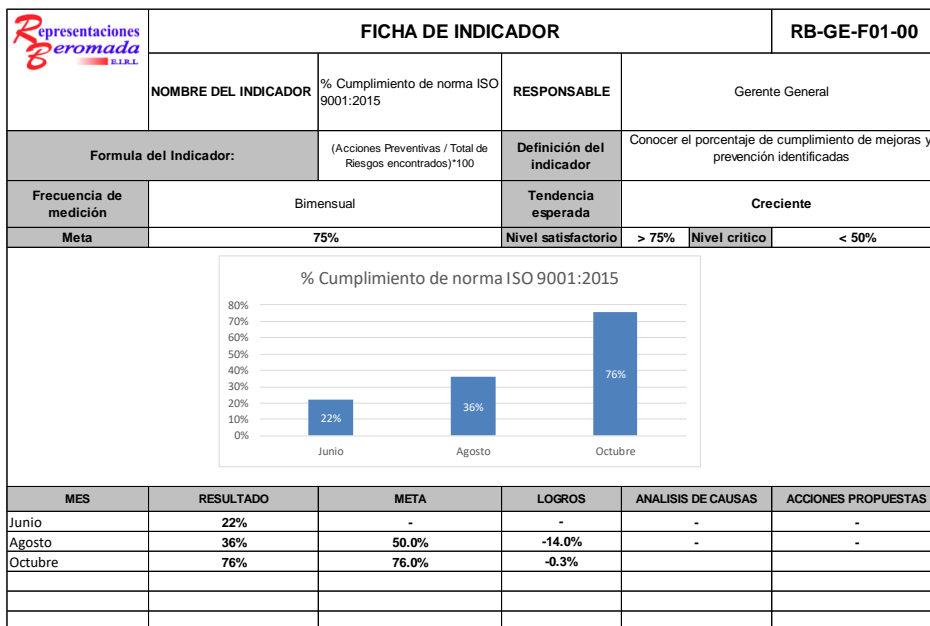 Representaciones
Beromada
E.I.R.L
FICHA DE INDICADOR
RB-GE-F01-00
NOMBRE DEL INDICADOR
% Cumplimiento de norma ISO
9001:2015
RESPONSABLE
Gerente General
Formula del Indicador:
(Acciones Preventivas / Total de
Riesgos encontrados)*100
Definición del
indicador
Conocer el porcentaje de cumplimiento de mejoras y
prevención identificadas
Frecuencia de
medición
Bimensual
Tendencia
esperada
Creciente
Meta
75%
Nivel satisfactorio
> 75%
Nivel critico
< 50%
% Cumplimiento de norma ISO 9001:2015
80%
70%
60%
50%
40%
30%
20%
10%
0%
22%
36%
76%
Junio
Agosto
Octubre
MES RESULTADO META LOGROS ANALISIS DE CAUSAS ACCIONES PROPUESTAS
Junio 22% - - - -
Agosto 36% 50.0% -14.0% - -
Octubre 76% 76.0% -0.3%